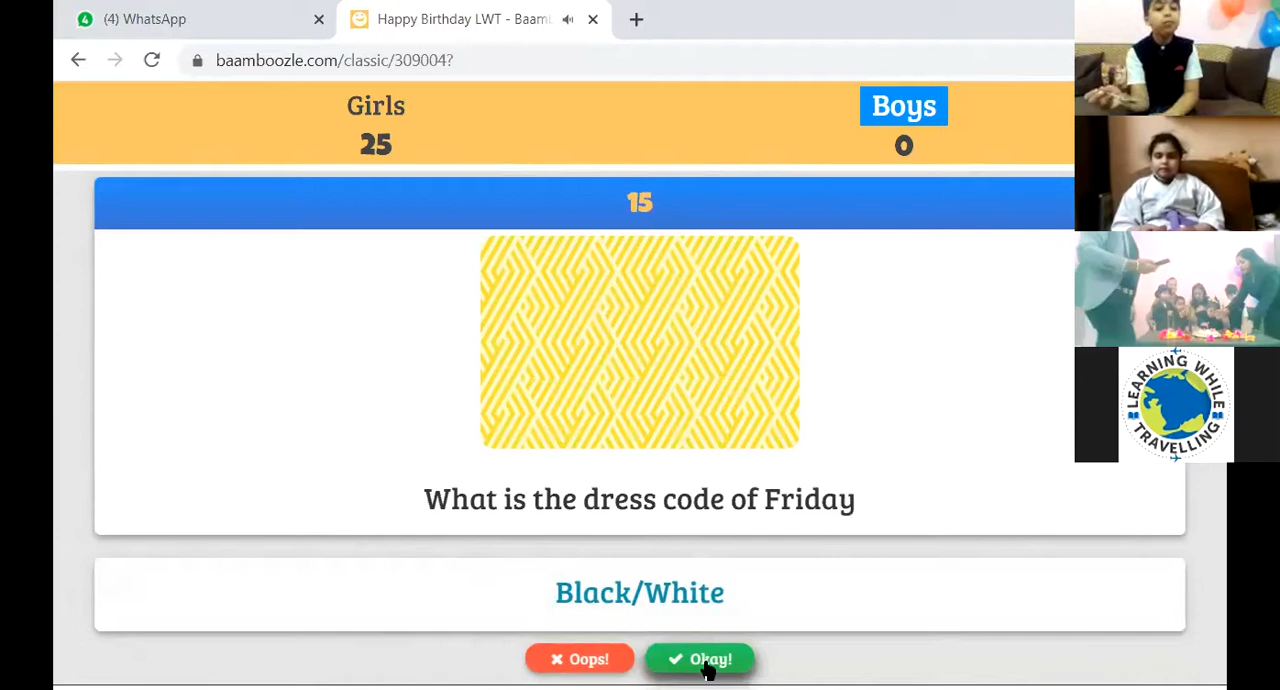 (4) WhatsApp
Happy Birthday LWT - Baam
baamboozle.com/classic/309004?
Girls
25
Boys
0
15
What is the dress code of Friday
Black/White
Oops!
Okay!
LEARNING WHILE
TRAVELLING